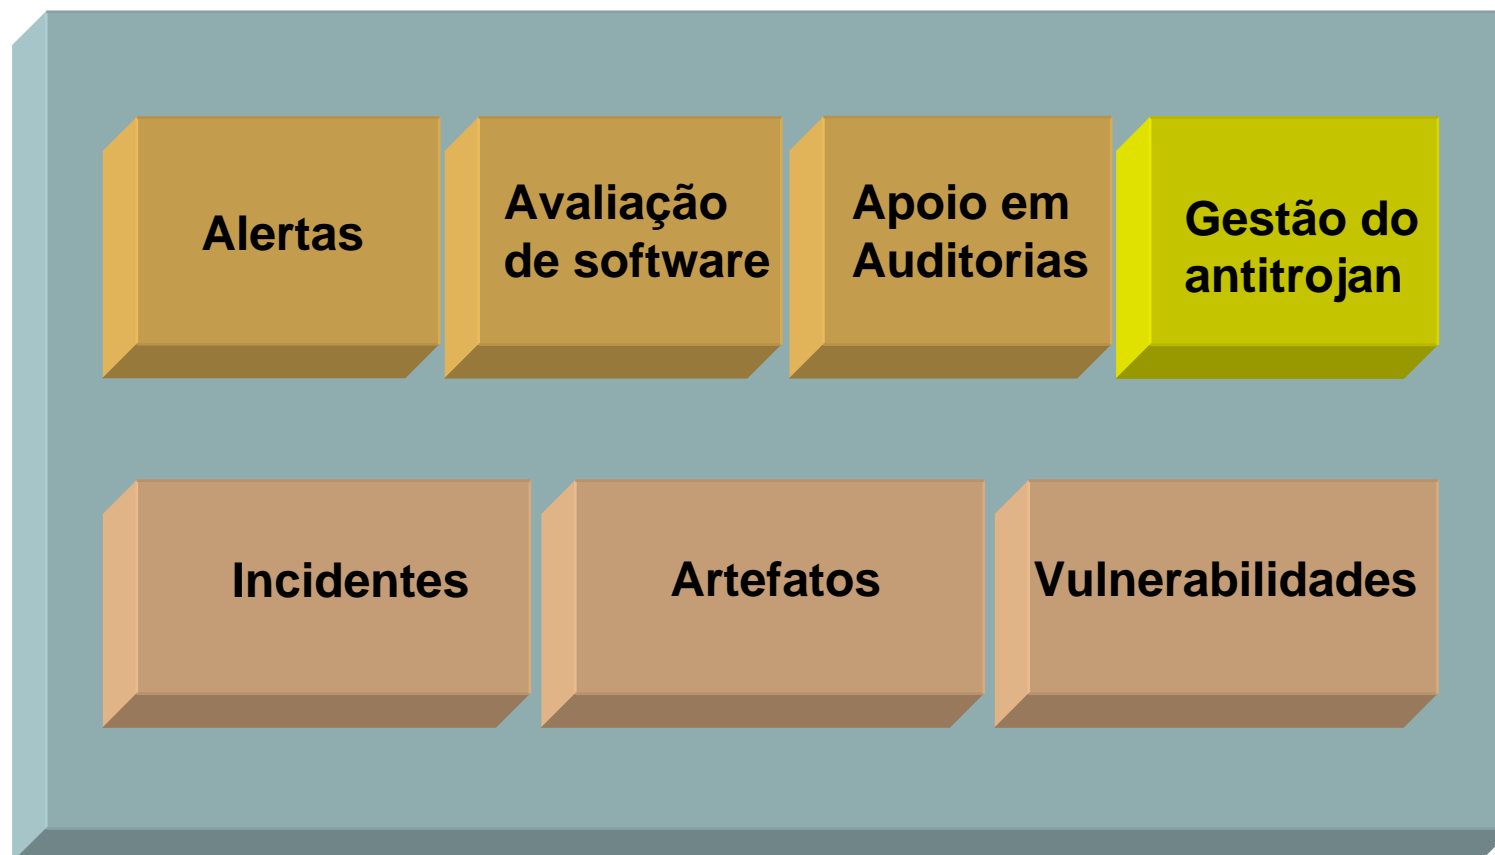 Alertas
Avaliação
de software
Apoio em
Auditorias
Gestão do
antitrojan
Incidentes
Artefatos
Vulnerabilidades